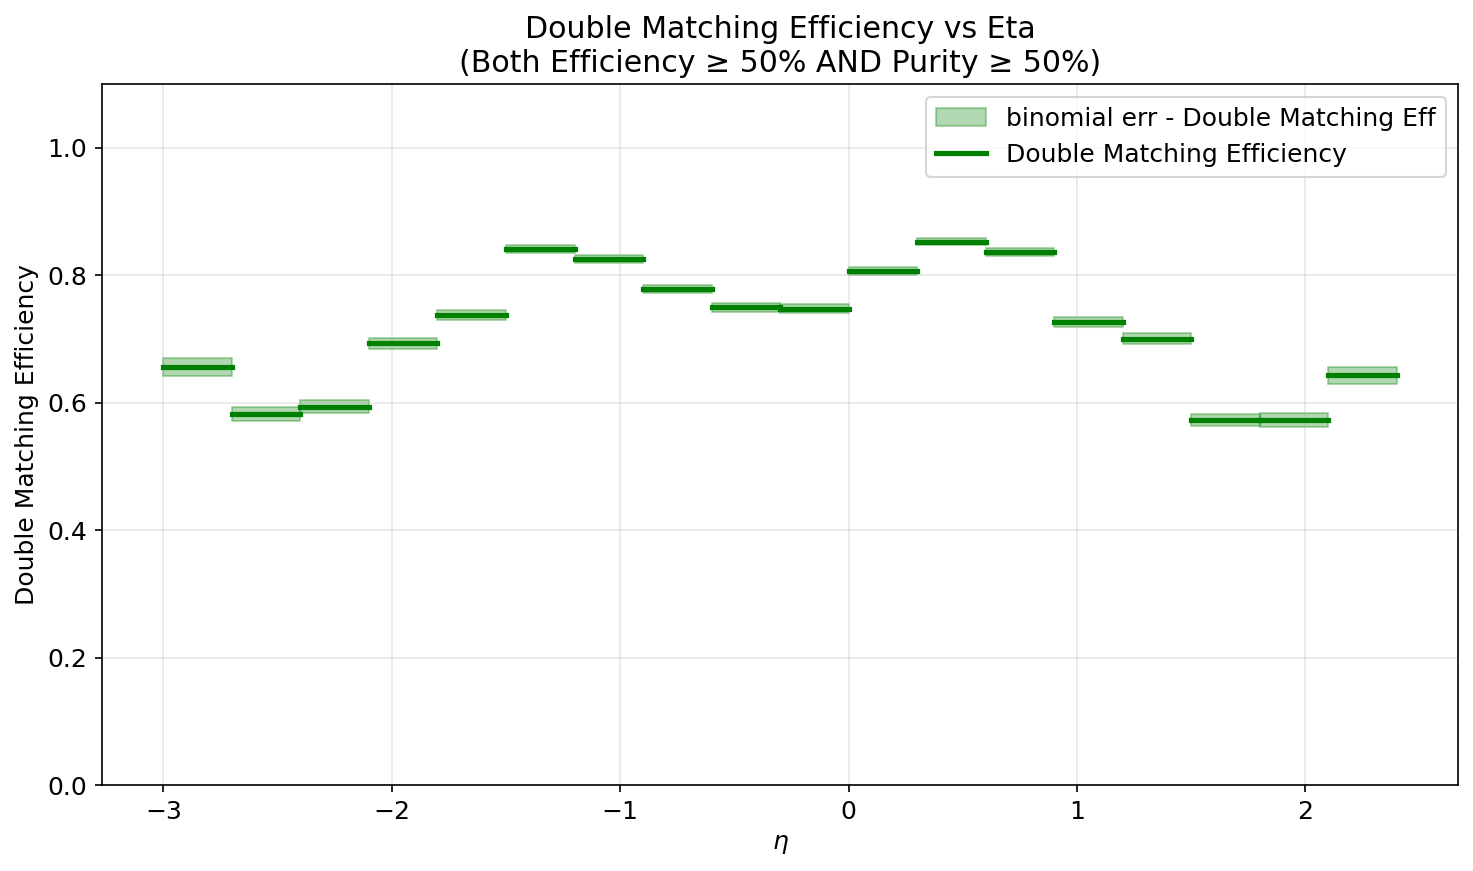 Double Matching Efficiency vs Eta
(Both Efficiency ≥ 50% AND Purity ≥ 50%)
binomial err - Double Matching Eff
Double Matching Efficiency
Double Matching Efficiency
1.0
0.8
0.6
0.4
0.2
0.0
−3
−2
−1
0
1
2
η